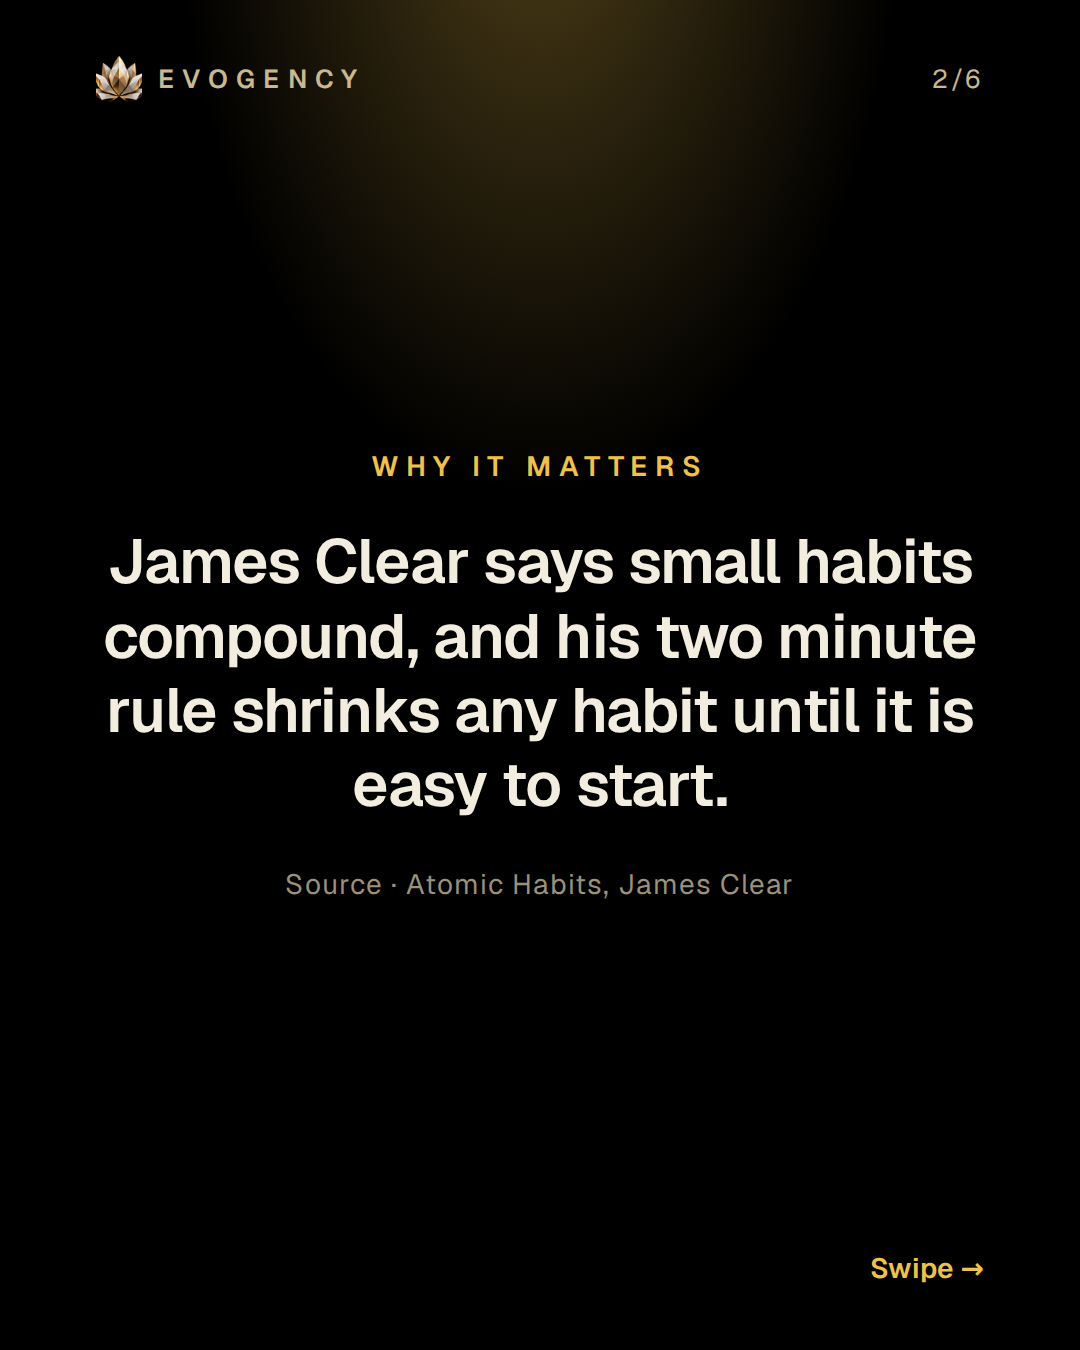 EVOGENCY
2/6
WHY IT MATTERS
James Clear says small habits
compound, and his two minute
rule shrinks any habit until it is
easy to start.
Source · Atomic Habits, James Clear
Swipe →